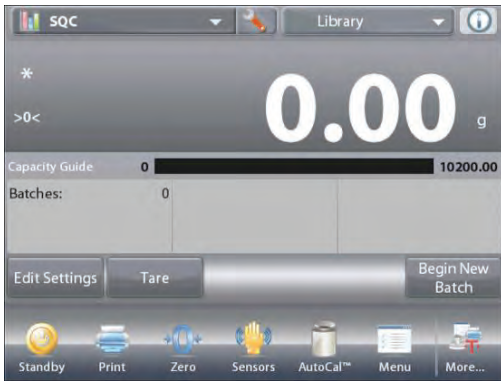 SQC Library
*
>0<
0.00 g
Capacity Guide 0 10200.00
Batches: 0
Edit Settings Tare Begin New
Batch
Standby Print Zero Sensors AutoCal™ Menu More...